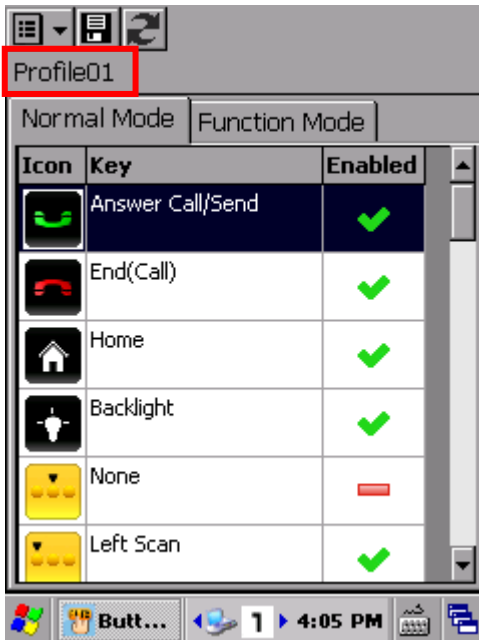 Profile01
Normal Mode Function Mode
Icon Key Enabled
Answer Call/Send
End(Call)
Home
Backlight
None
Left Scan
Butt... 1 4:05 PM